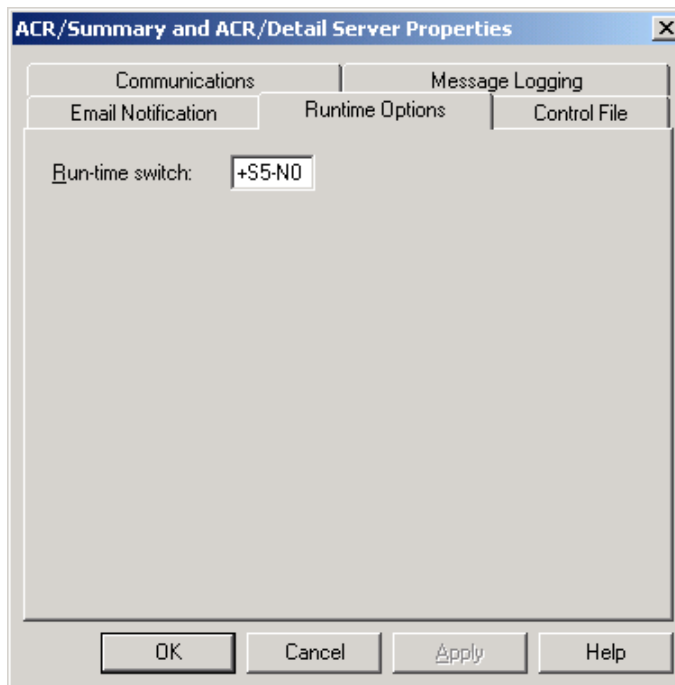 ACR/Summary and ACR/Detail Server Properties
Communications Message Logging
Email Notification Runtime Options Control File
Run-time switch: +S5-N0
OK Cancel Apply Help